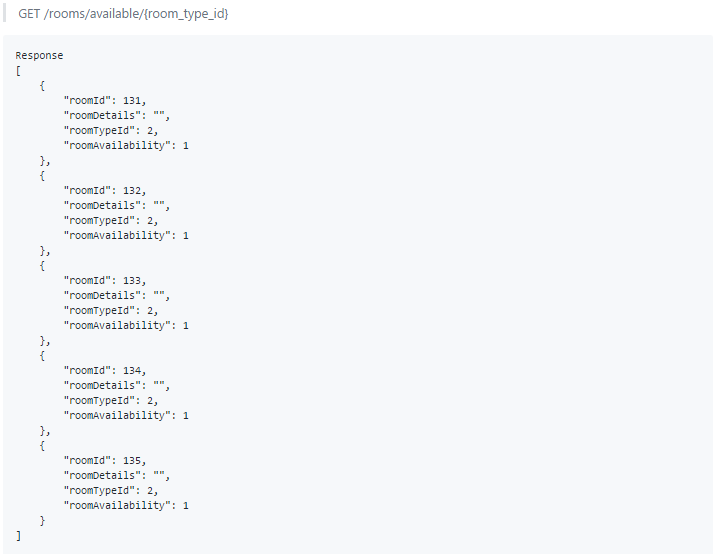 GET /rooms/available/{room_type_id}
Response
[
    {
        "roomId": 131,
        "roomDetails": "",
        "roomTypeId": 2,
        "roomAvailability": 1
    },
    {
        "roomId": 132,
        "roomDetails": "",
        "roomTypeId": 2,
        "roomAvailability": 1
    },
    {
        "roomId": 133,
        "roomDetails": "",
        "roomTypeId": 2,
        "roomAvailability": 1
    },
    {
        "roomId": 134,
        "roomDetails": "",
        "roomTypeId": 2,
        "roomAvailability": 1
    },
    {
        "roomId": 135,
        "roomDetails": "",
        "roomTypeId": 2,
        "roomAvailability": 1
    }
]